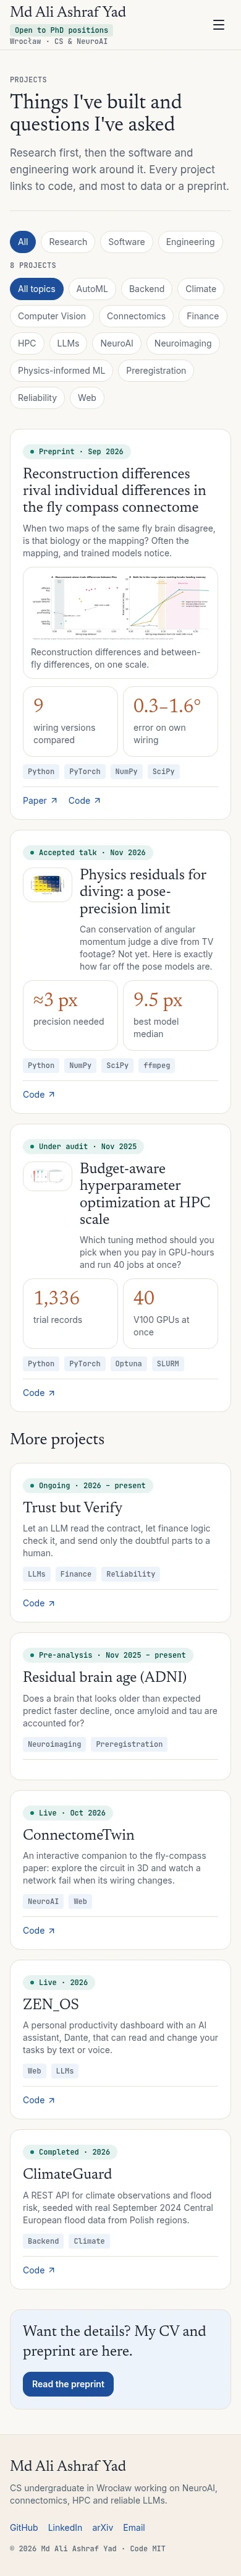 Md Ali Ashraf Yad
Open to PhD positions
Wrocław · CS & NeuroAI
PROJECTS
Things I've built and
questions I've asked
Research first, then the software and
engineering work around it. Every project
links to code, and most to data or a preprint.
All Research Software Engineering
8 PROJECTS
All topics AutoML Backend Climate
Computer Vision Connectomics Finance
HPC LLMs NeuroAI Neuroimaging
Physics-informed ML Preregistration
Reliability Web
Preprint · Sep 2026
Reconstruction differences
rival individual differences in
the fly compass connectome
When two maps of the same fly brain disagree,
is that biology or the mapping? Often the
mapping, and trained models notice.
Reconstruction differences and between-
fly differences, on one scale.
9
wiring versions
compared
0.3–1.6°
error on own
wiring
Python PyTorch NumPy SciPy
Paper ↗ Code ↗
Accepted talk · Nov 2026
Physics residuals for
diving: a pose-
precision limit
Can conservation of angular
momentum judge a dive from TV
footage? Not yet. Here is exactly
how far off the pose models are.
≈3 px
precision needed
9.5 px
best model
median
Python NumPy SciPy ffmpeg
Code ↗
Under audit · Nov 2025
Budget-aware
hyperparameter
optimization at HPC
scale
Which tuning method should you
pick when you pay in GPU-hours
and run 40 jobs at once?
1,336
trial records
40
V100 GPUs at
once
Python PyTorch Optuna SLURM
Code ↗
More projects
Ongoing · 2026 – present
Trust but Verify
Let an LLM read the contract, let finance logic
check it, and send only the doubtful parts to a
human.
LLMs Finance Reliability
Code ↗
Pre-analysis · Nov 2025 – present
Residual brain age (ADNI)
Does a brain that looks older than expected
predict faster decline, once amyloid and tau are
accounted for?
Neuroimaging Preregistration
Live · Oct 2026
ConnectomeTwin
An interactive companion to the fly-compass
paper: explore the circuit in 3D and watch a
network fail when its wiring changes.
NeuroAI Web
Code ↗
Live · 2026
ZEN_OS
A personal productivity dashboard with an AI
assistant, Dante, that can read and change your
tasks by text or voice.
Web LLMs
Code ↗
Completed · 2026
ClimateGuard
A REST API for climate observations and flood
risk, seeded with real September 2024 Central
European flood data from Polish regions.
Backend Climate
Code ↗
Want the details? My CV and
preprint are here.
Read the preprint
Md Ali Ashraf Yad
CS undergraduate in Wrocław working on NeuroAI,
connectomics, HPC and reliable LLMs.
GitHub LinkedIn arXiv Email
© 2026 Md Ali Ashraf Yad · Code MIT